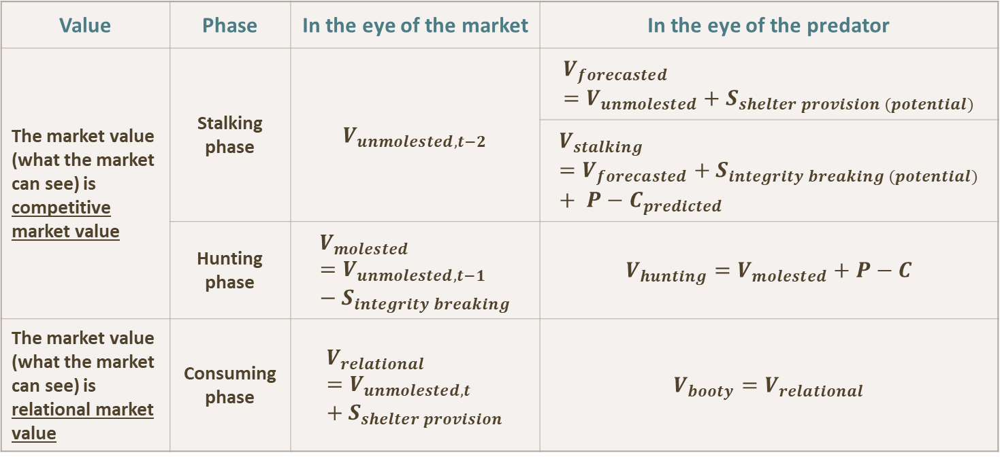 Value
Phase
In the eye of the market
In the eye of the predator
The market value
(what the market
can see) is
competitive
market value
Stalking
phase
V_{unmolested,t−2}
V_{forecasted}
= V_{unmolested} + S_{shelter provision (potential)}
V_{stalking}
= V_{forecasted} + S_{integrity breaking (potential)}
+ P − C_{predicted}
Hunting
phase
V_{molested}
= V_{unmolested,t−1}
− S_{integrity breaking}
V_{hunting} = V_{molested} + P − C
The market value
(what the market
can see) is
relational market
value
Consuming
phase
V_{relational}
= V_{unmolested,t}
+ S_{shelter provision}
V_{booty} = V_{relational}